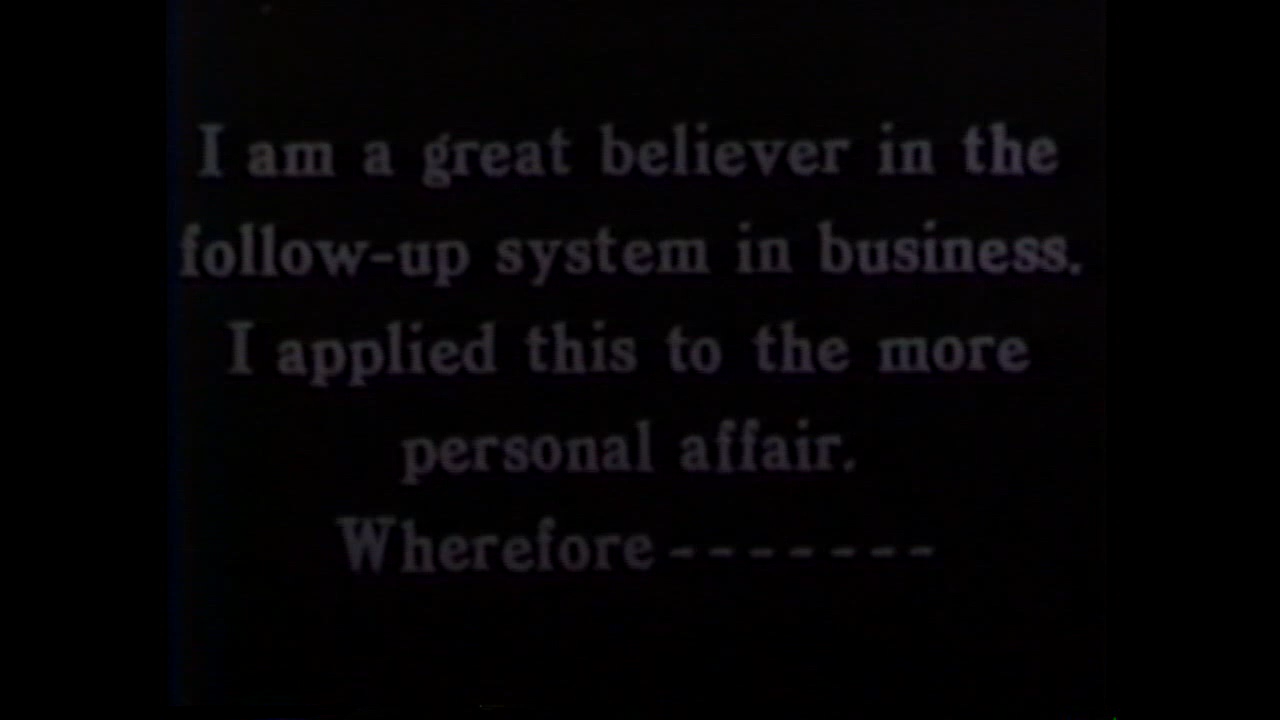 I am a great believer in the
follow-up system in business.
I applied this to the more
personal affair.
Wherefore -------